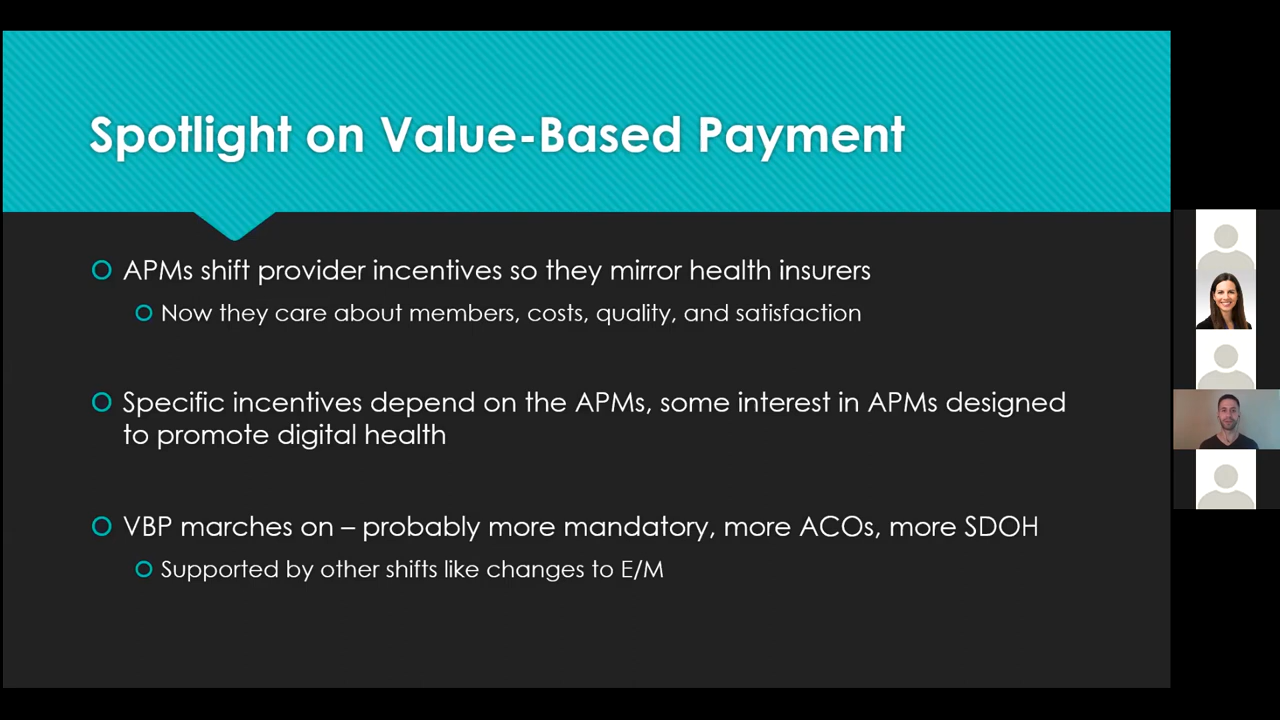 Spotlight on Value-Based Payment
APMs shift provider incentives so they mirror health insurers
Now they care about members, costs, quality, and satisfaction
Specific incentives depend on the APMs, some interest in APMs designed
to promote digital health
VBP marches on – probably more mandatory, more ACOs, more SDOH
Supported by other shifts like changes to E/M